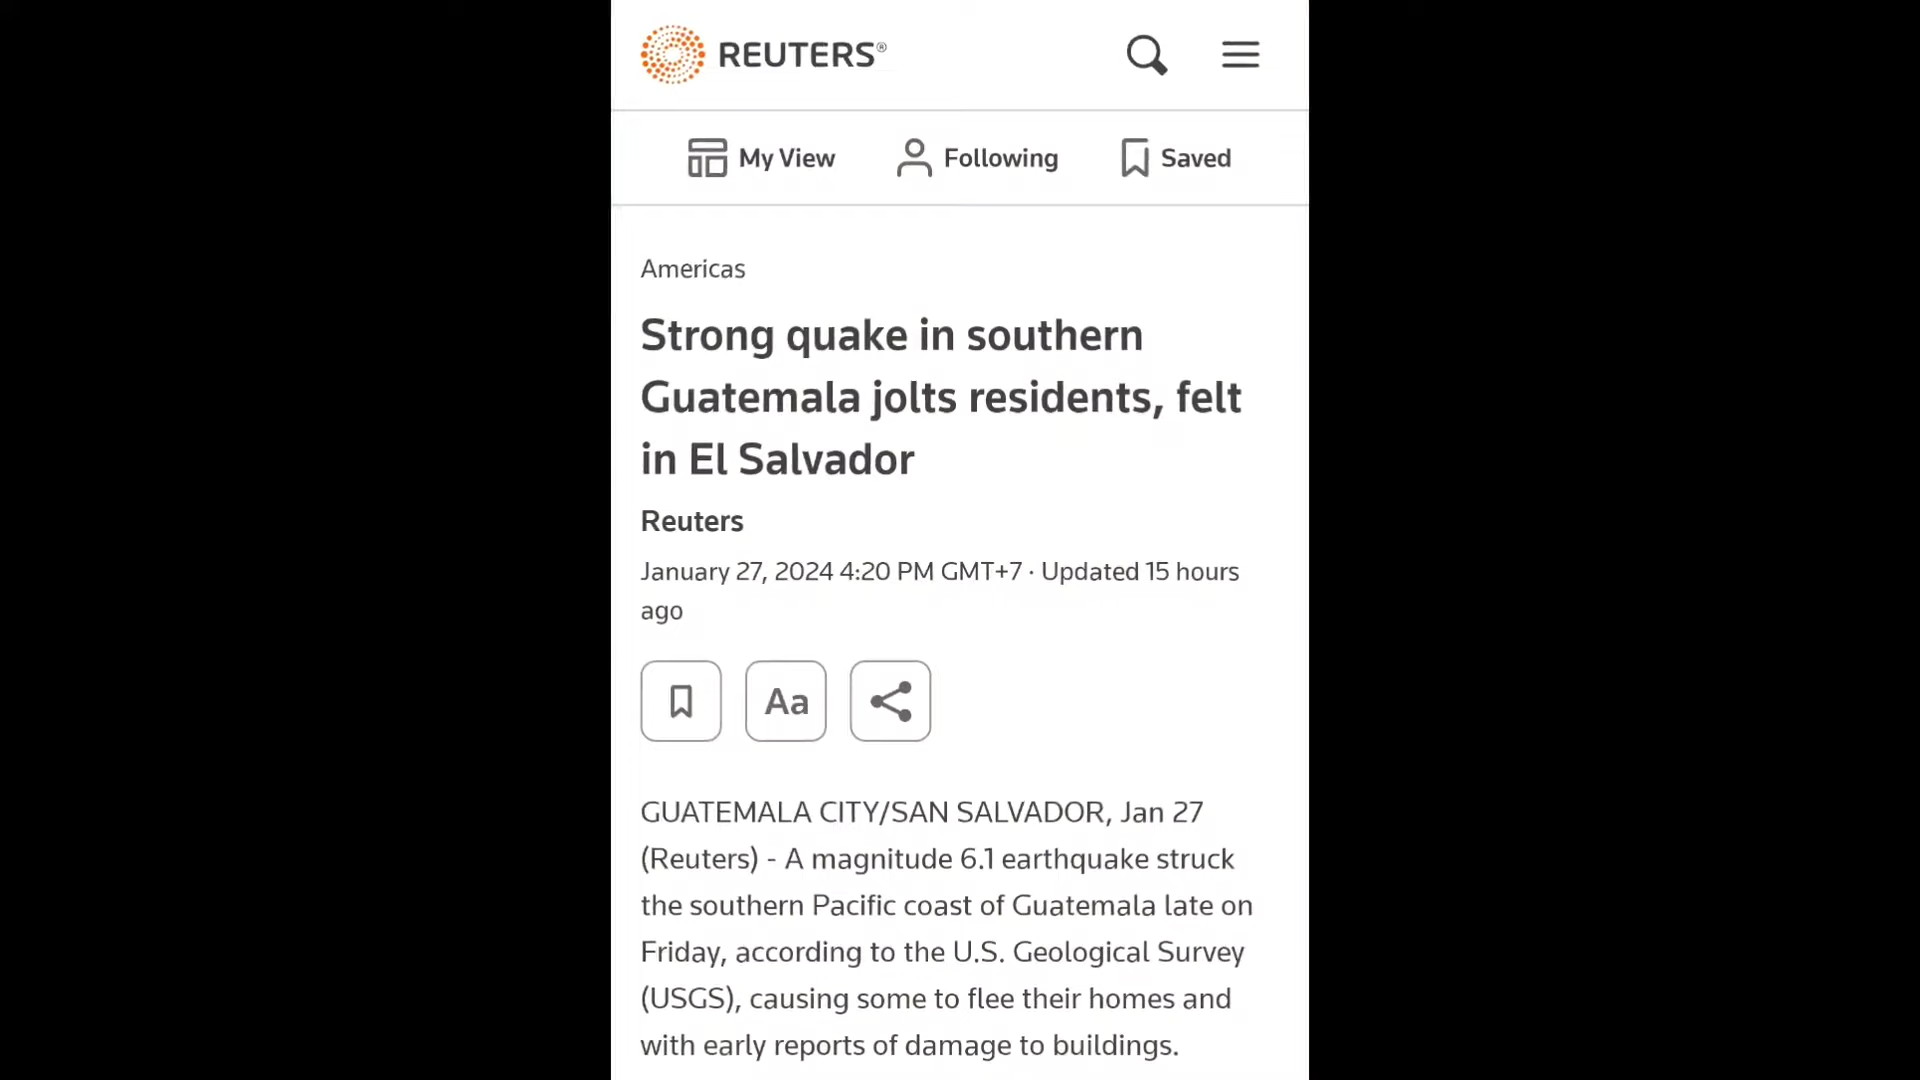 REUTERS®
My View Following Saved
Americas
Strong quake in southern
Guatemala jolts residents, felt
in El Salvador
Reuters
January 27, 2024 4:20 PM GMT+7 · Updated 15 hours
ago
Aa
GUATEMALA CITY/SAN SALVADOR, Jan 27
(Reuters) - A magnitude 6.1 earthquake struck
the southern Pacific coast of Guatemala late on
Friday, according to the U.S. Geological Survey
(USGS), causing some to flee their homes and
with early reports of damage to buildings.